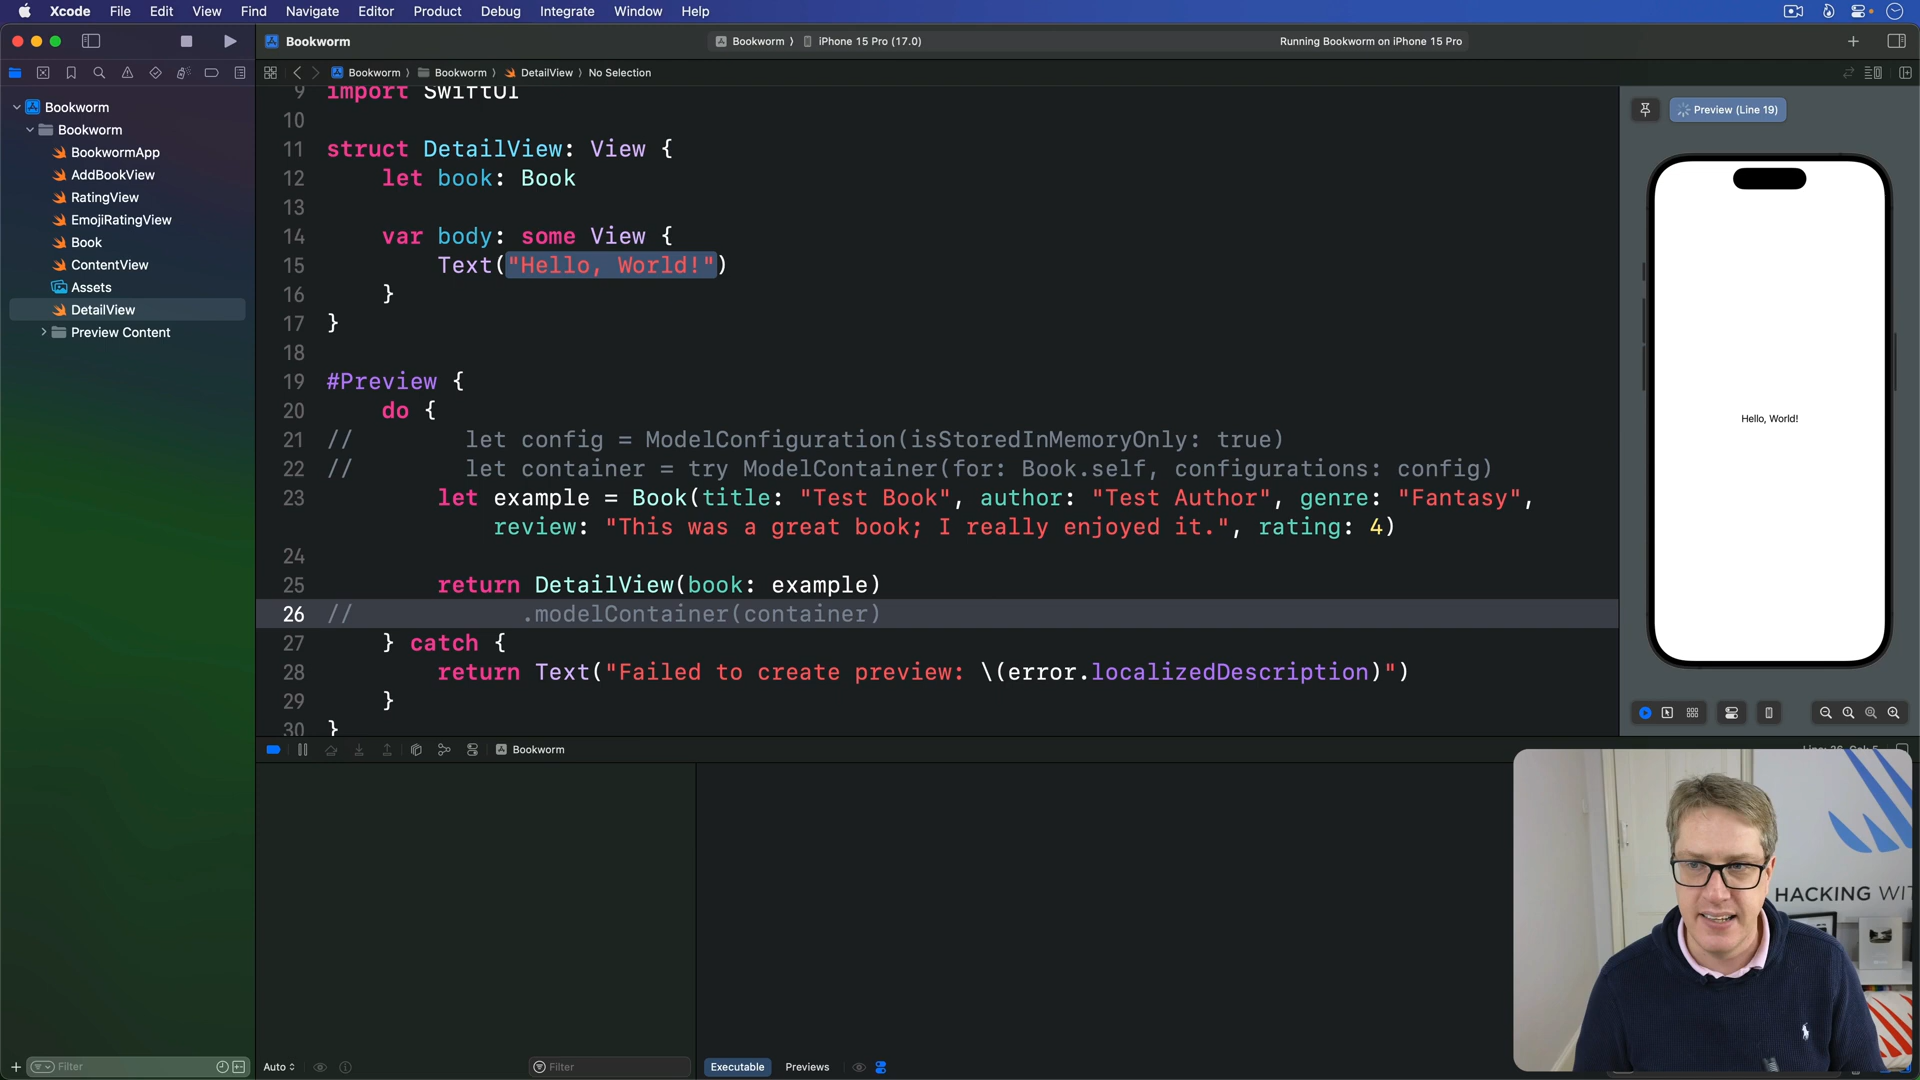 Xcode File Edit View Find Navigate Editor Product Debug Integrate Window Help
Bookworm
Bookworm iPhone 15 Pro (17.0)
Running Bookworm on iPhone 15 Pro
Bookworm Bookworm DetailView No Selection
Bookworm
Bookworm
BookwormApp
AddBookView
RatingView
EmojiRatingView
Book
ContentView
Assets
DetailView
Preview Content
9 import SwiftUI
10
11 struct DetailView: View {
12 let book: Book
13
14 var body: some View {
15 Text("Hello, World!")
16 }
17 }
18
19 #Preview {
20 do {
21 // let config = ModelConfiguration(isStoredInMemoryOnly: true)
22 // let container = try ModelContainer(for: Book.self, configurations: config)
23 let example = Book(title: "Test Book", author: "Test Author", genre: "Fantasy",
review: "This was a great book; I really enjoyed it.", rating: 4)
24
25 return DetailView(book: example)
26 // .modelContainer(container)
27 } catch {
28 return Text("Failed to create preview: \(error.localizedDescription)")
29 }
30 }
Preview (Line 19)
Hello, World!
Bookworm
HACKING WIT
Filter
Auto
Filter
Executable
Previews